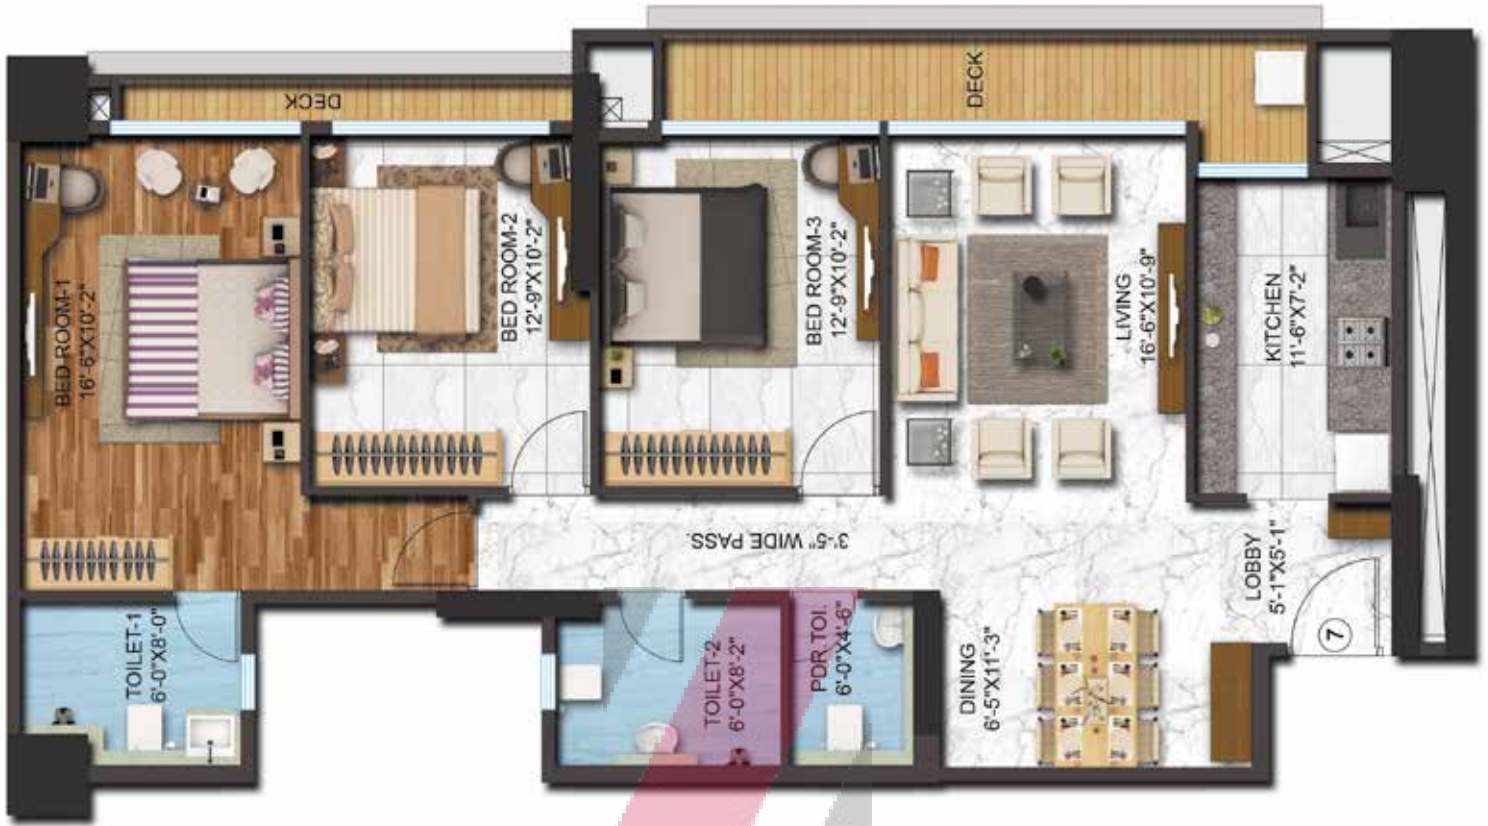 DECK
DECK
BED ROOM-1
16'-6"X10'-2"
BED ROOM-2
12'-9"X10'-2"
BED ROOM-3
12'-9"X10'-2"
LIVING
16'-6"X10'-9"
KITCHEN
11'-6"X7'-2"
3'-5" WIDE PASS.
LOBBY
5'-1"X5'-1"
7
TOILET-1
6'-0"X8'-0"
TOILET-2
6'-0"X8'-2"
PDR TOI.
6'-0"X4'-6"
DINING
6'-5"X11'-3"